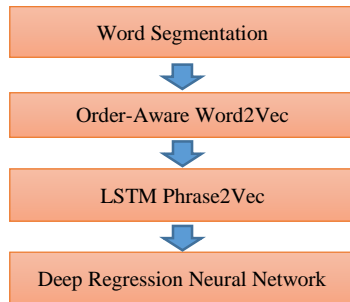 Word Segmentation
Order-Aware Word2Vec
LSTM Phrase2Vec
Deep Regression Neural Network